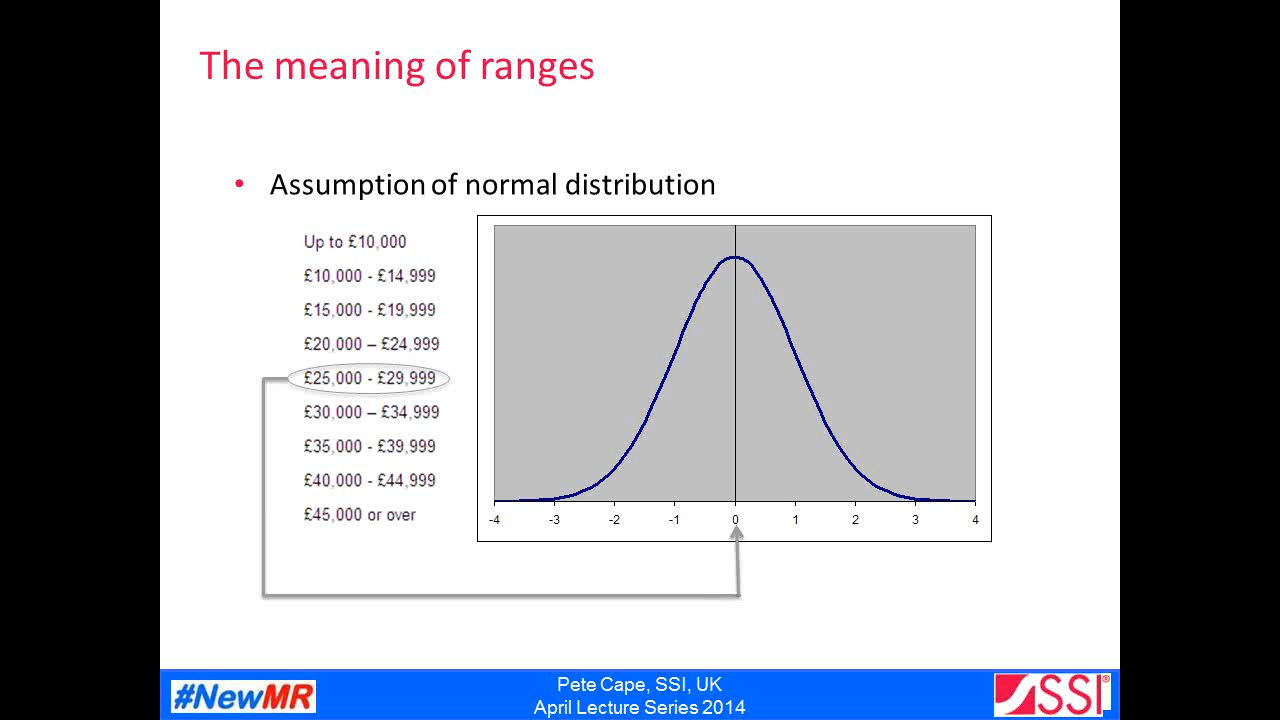 The meaning of ranges
• Assumption of normal distribution
Up to £10,000
£10,000 - £14,999
£15,000 - £19,999
£20,000 – £24,999
£25,000 - £29,999
£30,000 – £34,999
£35,000 - £39,999
£40,000 - £44,999
£45,000 or over
-4 -3 -2 -1 0 1 2 3 4
#NewMR
Pete Cape, SSI, UK
April Lecture Series 2014
SSI®